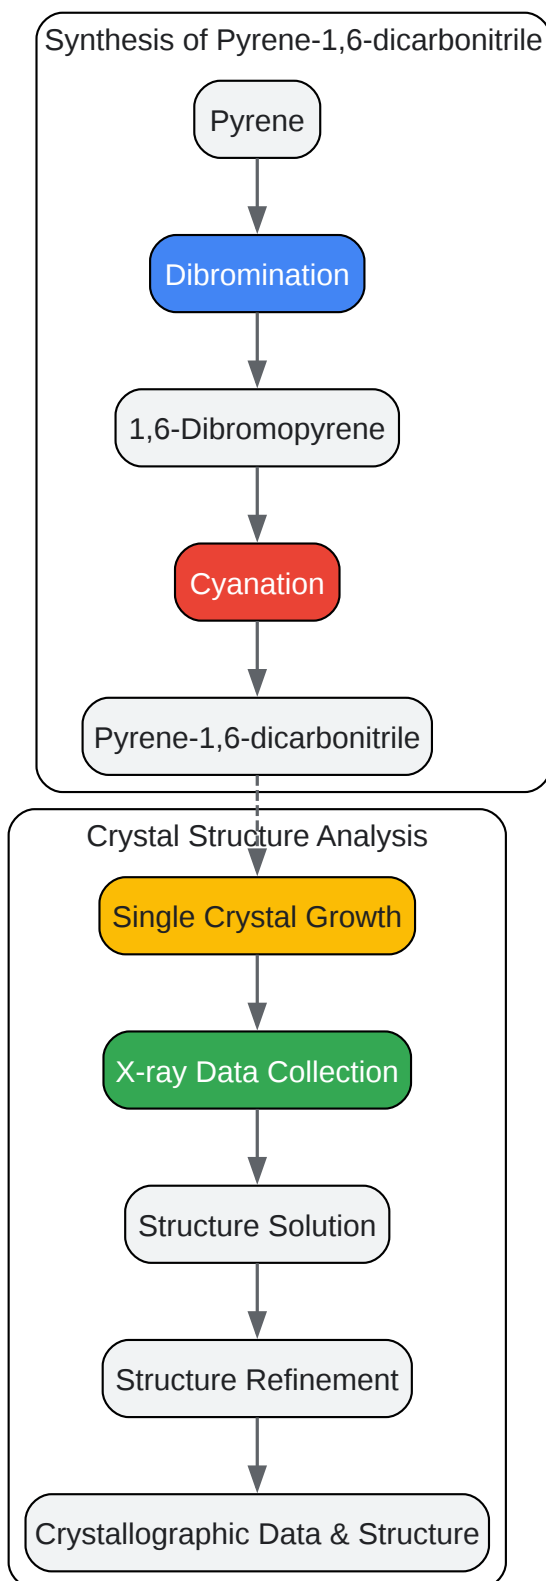 Synthesis of Pyrene-1,6-dicarbonitrile
Pyrene
Dibromination
1,6-Dibromopyrene
Cyanation
Pyrene-1,6-dicarbonitrile
Crystal Structure Analysis
Single Crystal Growth
X-ray Data Collection
Structure Solution
Structure Refinement
Crystallographic Data & Structure